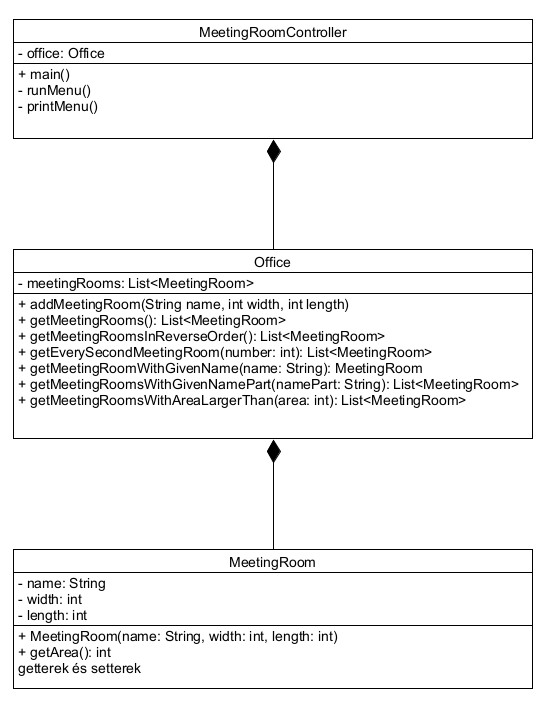 MeetingRoomController
- office: Office
+ main()
- runMenu()
- printMenu()
Office
- meetingRooms: List<MeetingRoom>
+ addMeetingRoom(String name, int width, int length)
+ getMeetingRooms(): List<MeetingRoom>
+ getMeetingRoomsInReverseOrder(): List<MeetingRoom>
+ getEverySecondMeetingRoom(number: int): List<MeetingRoom>
+ getMeetingRoomWithGivenName(name: String): MeetingRoom
+ getMeetingRoomsWithGivenNamePart(namePart: String): List<MeetingRoom>
+ getMeetingRoomsWithAreaLargerThan(area: int): List<MeetingRoom>
MeetingRoom
- name: String
- width: int
- length: int
+ MeetingRoom(name: String, width: int, length: int)
+ getArea(): int
getterek és setterek